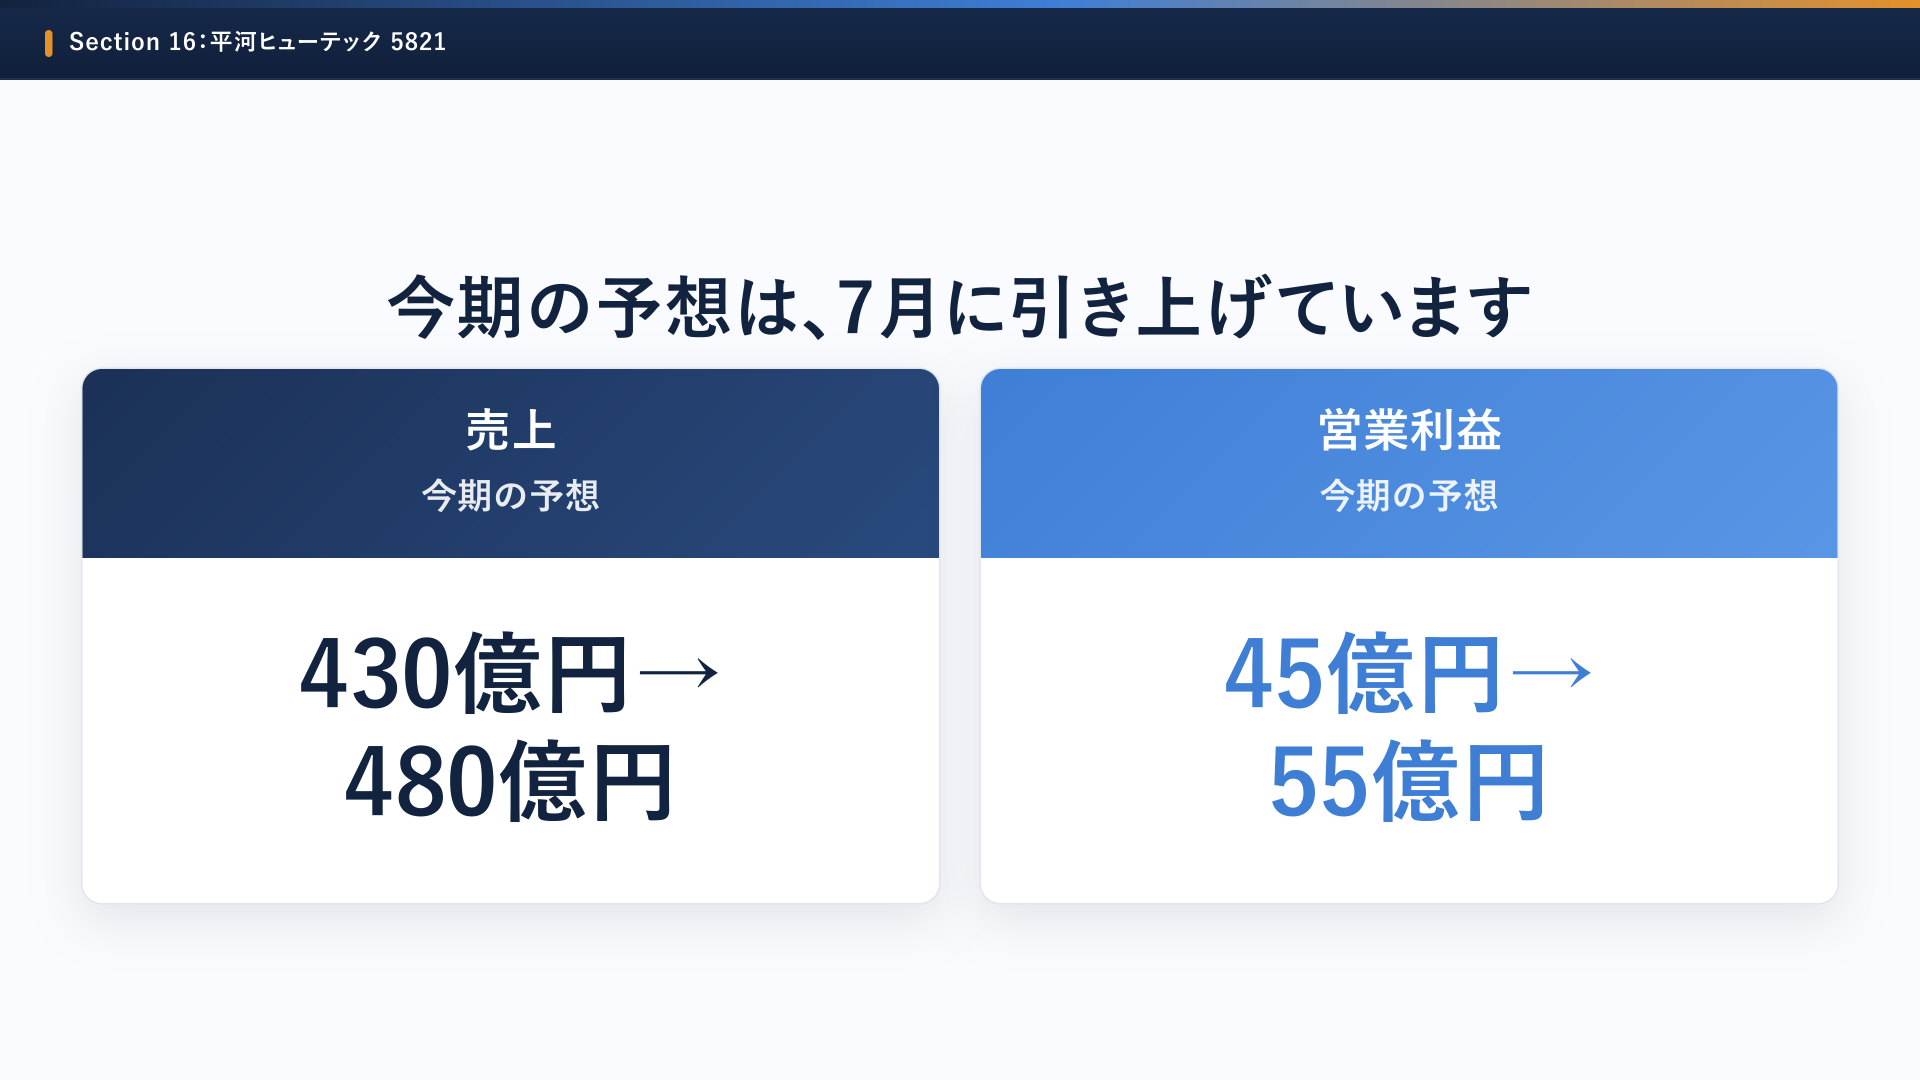 Section 16：平河ヒューテック 5821
今期の予想は、7月に引き上げています
売上
今期の予想
430億円→
480億円
営業利益
今期の予想
45億円→
55億円